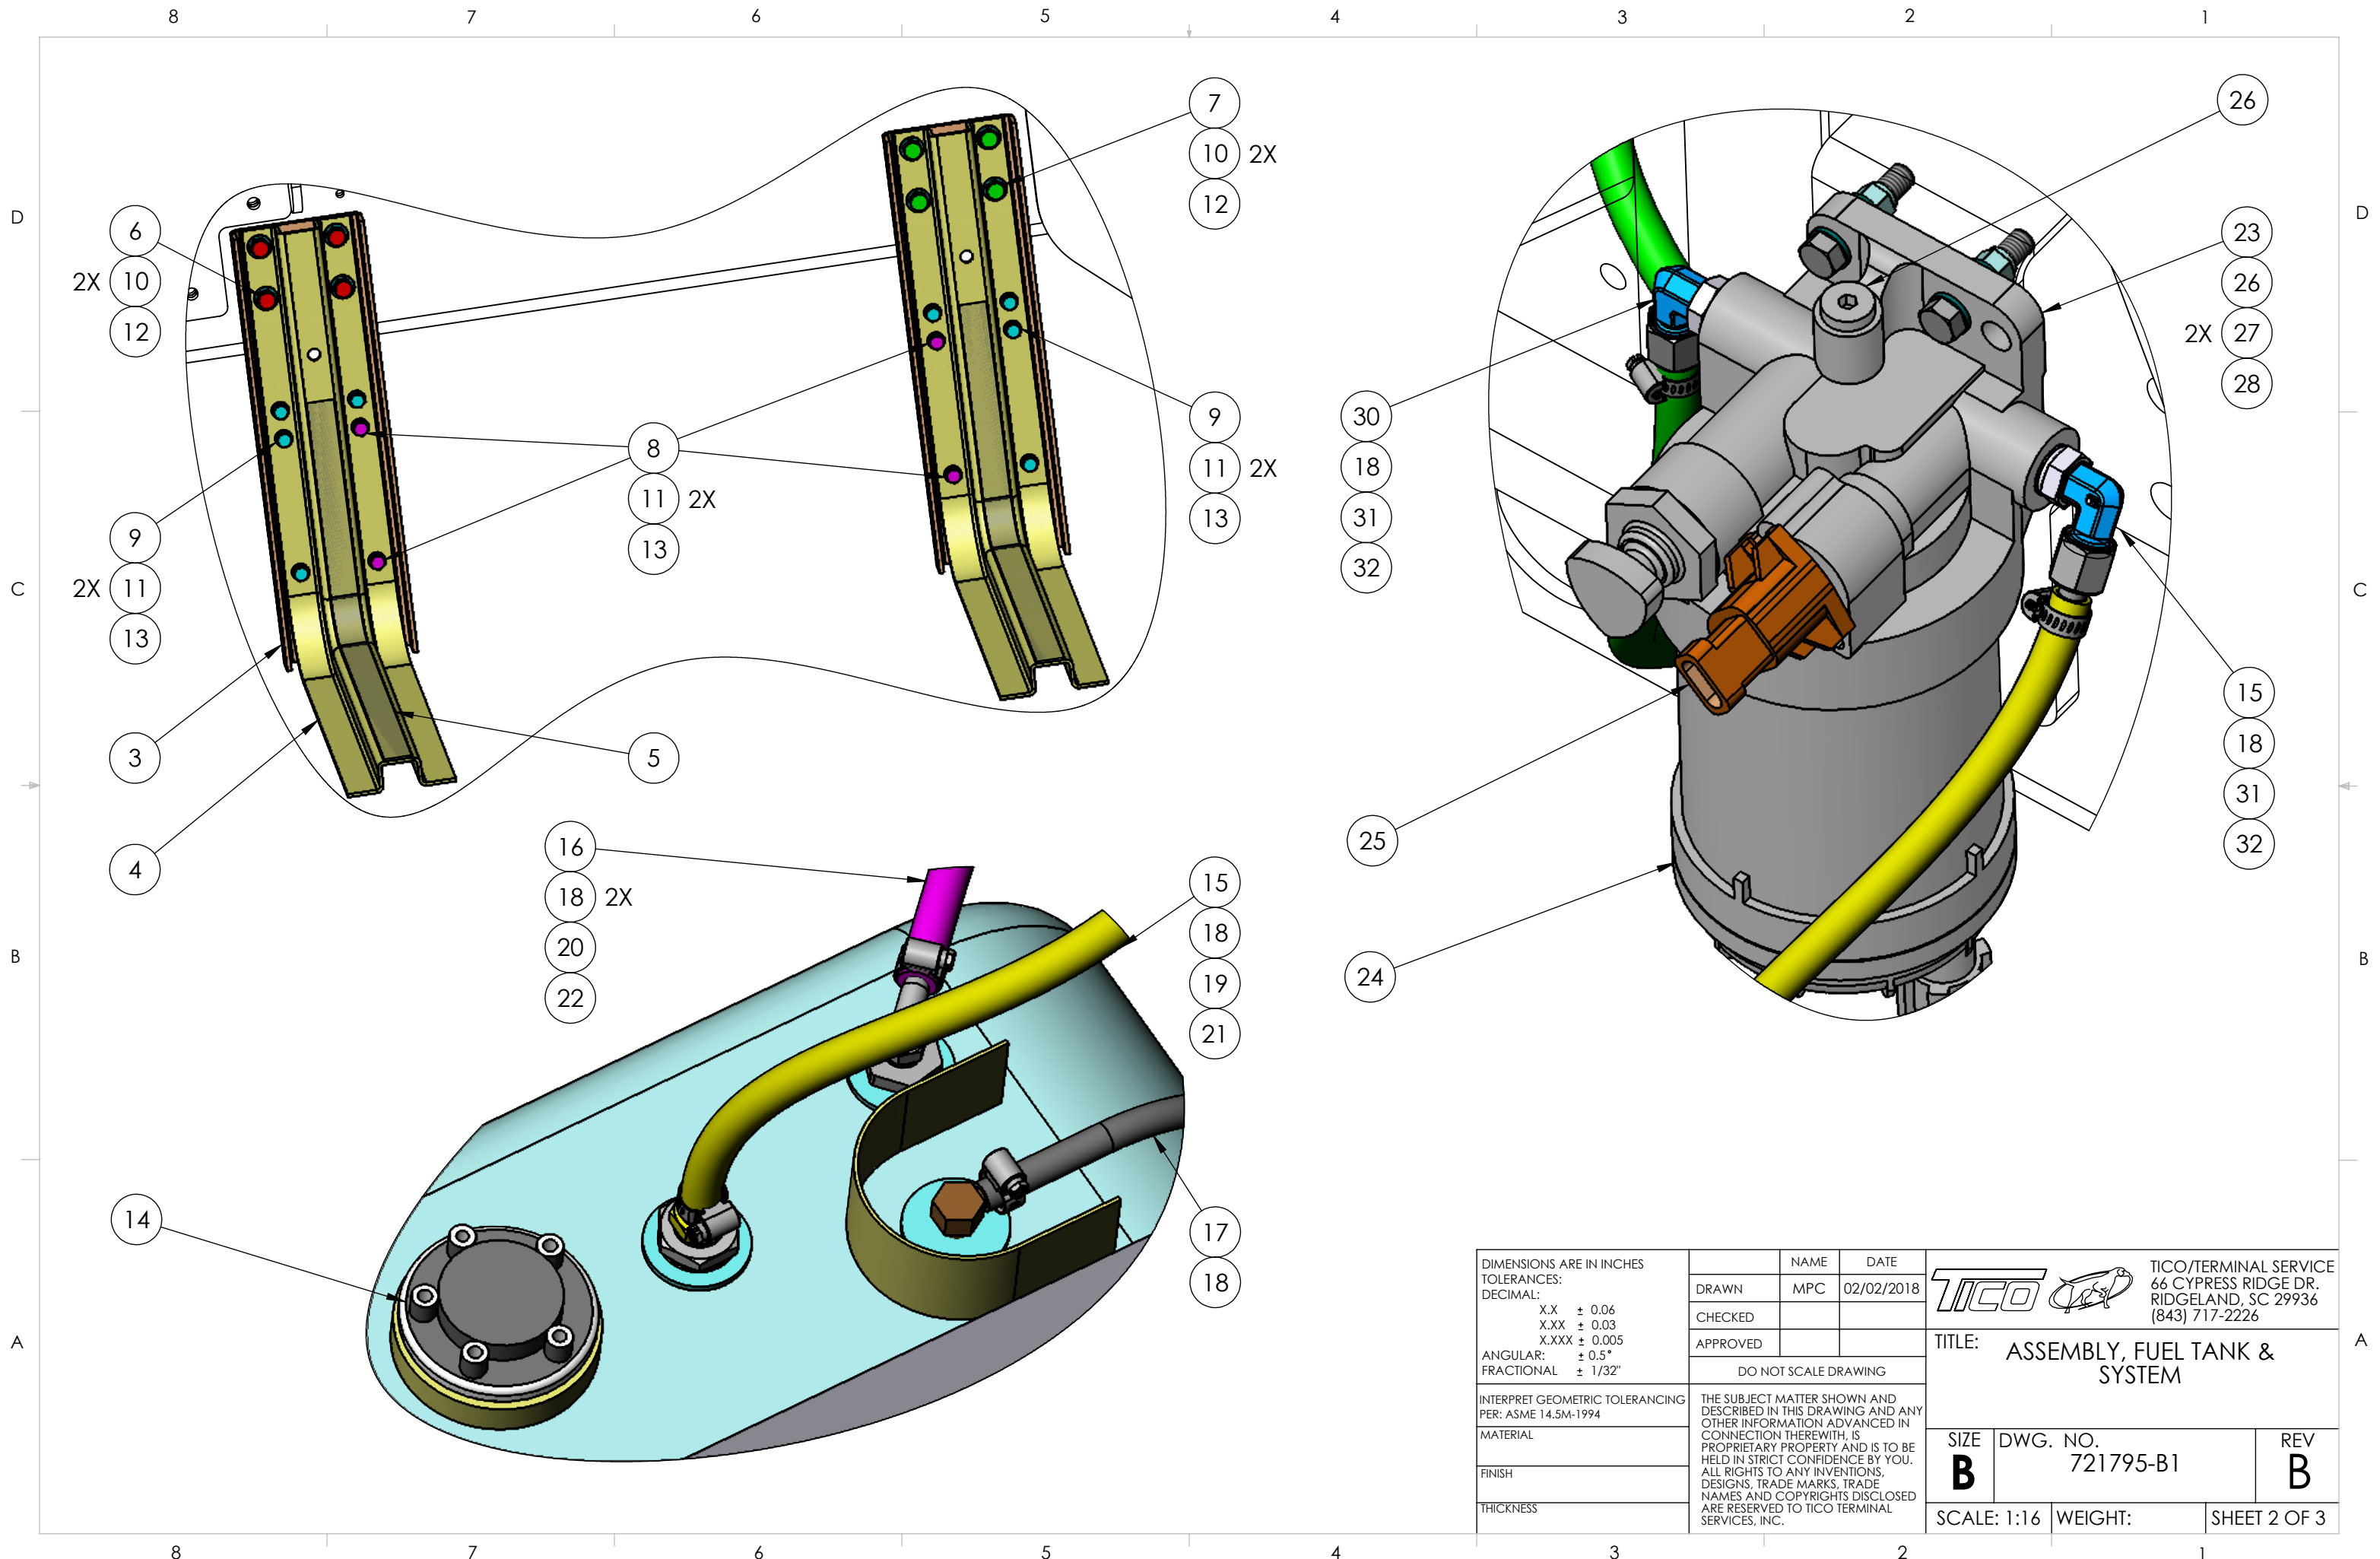 8 7 6 5 4 3 2 1
D
D
C
C
B
B
A
A
6
2X 10
12
7
10 2X
12
9
2X 11
13
8
11 2X
13
9
11 2X
13
3
4
5
26
23
26
2X 27
28
30
18
31
32
15
18
31
32
25
24
16
18 2X
20
22
15
18
19
21
14
17
18
DIMENSIONS ARE IN INCHES
TOLERANCES:
DECIMAL:
X.X ± 0.06
X.XX ± 0.03
X.XXX ± 0.005
ANGULAR: ± 0.5°
FRACTIONAL ± 1/32"
INTERPRET GEOMETRIC TOLERANCING
PER: ASME 14.5M-1994
MATERIAL
FINISH
THICKNESS
NAME DATE
DRAWN MPC 02/02/2018
CHECKED
APPROVED
DO NOT SCALE DRAWING
THE SUBJECT MATTER SHOWN AND
DESCRIBED IN THIS DRAWING AND ANY
OTHER INFORMATION ADVANCED IN
CONNECTION THEREWITH, IS
PROPRIETARY PROPERTY AND IS TO BE
HELD IN STRICT CONFIDENCE BY YOU.
ALL RIGHTS TO ANY INVENTIONS,
DESIGNS, TRADE MARKS, TRADE
NAMES AND COPYRIGHTS DISCLOSED
ARE RESERVED TO TICO TERMINAL
SERVICES, INC.
TICO
TICO/TERMINAL SERVICE
66 CYPRESS RIDGE DR.
RIDGELAND, SC 29936
(843) 717-2226
TITLE: ASSEMBLY, FUEL TANK &
SYSTEM
SIZE DWG. NO. REV
B 721795-B1 B
SCALE: 1:16 WEIGHT: SHEET 2 OF 3
8 7 6 5 4 3 2 1